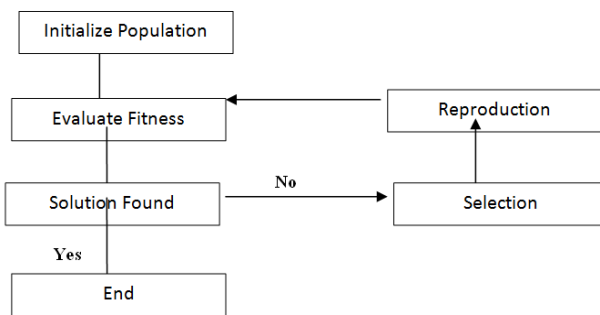 Initialize Population
Evaluate Fitness
Reproduction
No
Solution Found
Selection
Yes
End